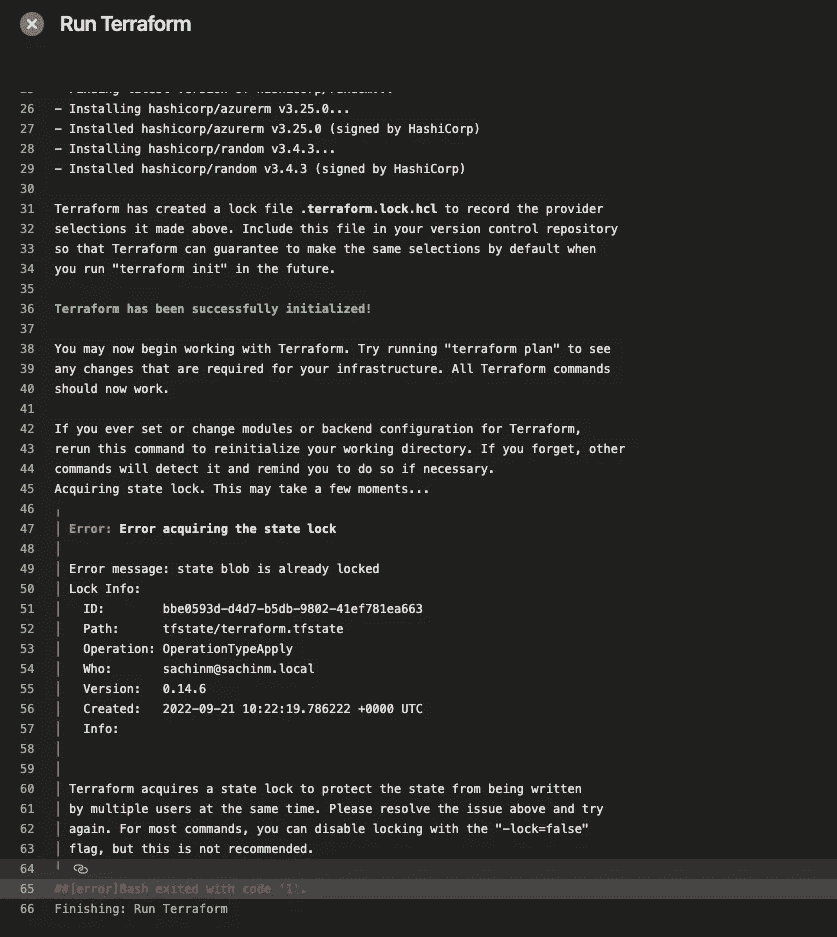 Run Terraform
26 - Installing hashicorp/azurerm v3.25.0...
27 - Installed hashicorp/azurerm v3.25.0 (signed by HashiCorp)
28 - Installing hashicorp/random v3.4.3...
29 - Installed hashicorp/random v3.4.3 (signed by HashiCorp)
30
31 Terraform has created a lock file .terraform.lock.hcl to record the provider
32 selections it made above. Include this file in your version control repository
33 so that Terraform can guarantee to make the same selections by default when
34 you run "terraform init" in the future.
35
36 Terraform has been successfully initialized!
37
38 You may now begin working with Terraform. Try running "terraform plan" to see
39 any changes that are required for your infrastructure. All Terraform commands
40 should now work.
41
42 If you ever set or change modules or backend configuration for Terraform,
43 rerun this command to reinitialize your working directory. If you forget, other
44 commands will detect it and remind you to do so if necessary.
45 Acquiring state lock. This may take a few moments...
46 ╷
47 │ Error: Error acquiring the state lock
48 │
49 │ Error message: state blob is already locked
50 │ Lock Info:
51 │   ID:        bbe0593d-d4d7-b5db-9802-41ef781ea663
52 │   Path:      tfstate/terraform.tfstate
53 │   Operation: OperationTypeApply
54 │   Who:       sachinm@sachinm.local
55 │   Version:   0.14.6
56 │   Created:   2022-09-21 10:22:19.786222 +0000 UTC
57 │   Info:
58 │
59 │
60 │ Terraform acquires a state lock to protect the state from being written
61 │ by multiple users at the same time. Please resolve the issue above and try
62 │ again. For most commands, you can disable locking with the "-lock=false"
63 │ flag, but this is not recommended.
64 ╵
65 ##[error]Bash exited with code '1'.
66 Finishing: Run Terraform